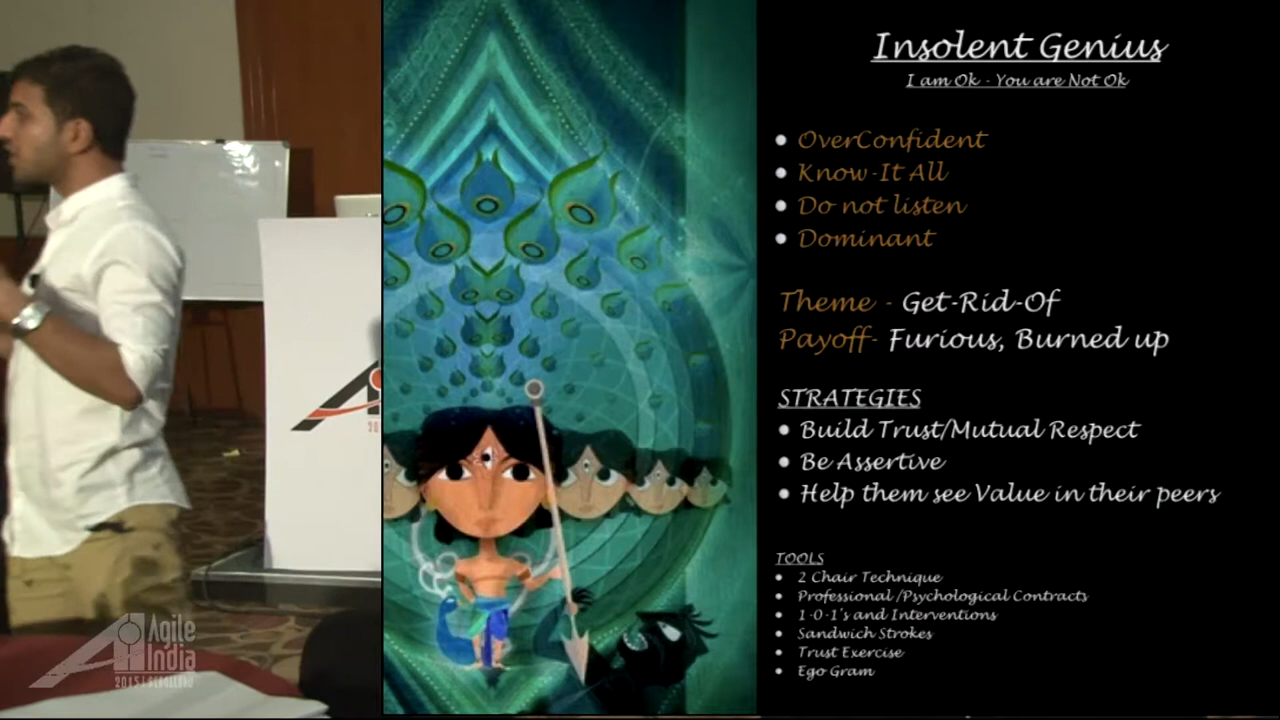 Insolent Genius
I am Ok - You are Not Ok
OverConfident
Know-It All
Do not listen
Dominant
Theme - Get-Rid-Of
Payoff- Furious, Burned up
STRATEGIES
Build Trust/Mutual Respect
Be Assertive
Help them see Value in their peers
TOOLS
2 Chair Technique
Professional /Psychological Contracts
1-0-1's and Interventions
Sandwich Strokes
Trust Exercise
Ego Gram
Agile
India
2015 | BENGALURU